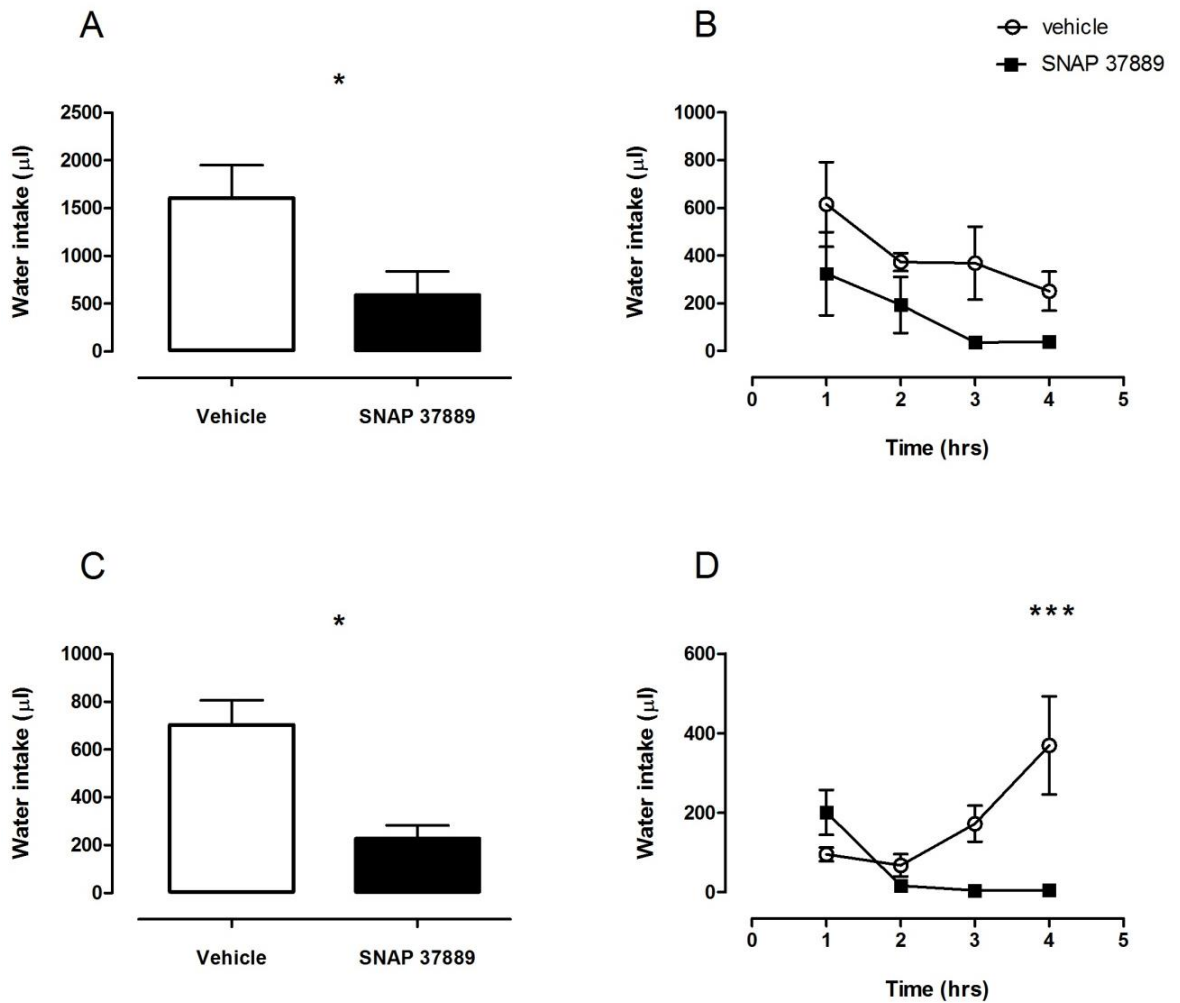 A
*
Water intake (µl)
2500
2000
1500
1000
500
0
Vehicle
SNAP 37889
B
vehicle
SNAP 37889
Water intake (µl)
1000
800
600
400
200
0
0 1 2 3 4 5
Time (hrs)
C
*
Water intake (µl)
1000
800
600
400
200
0
Vehicle
SNAP 37889
D
***
Water intake (µl)
600
400
200
0
0 1 2 3 4 5
Time (hrs)